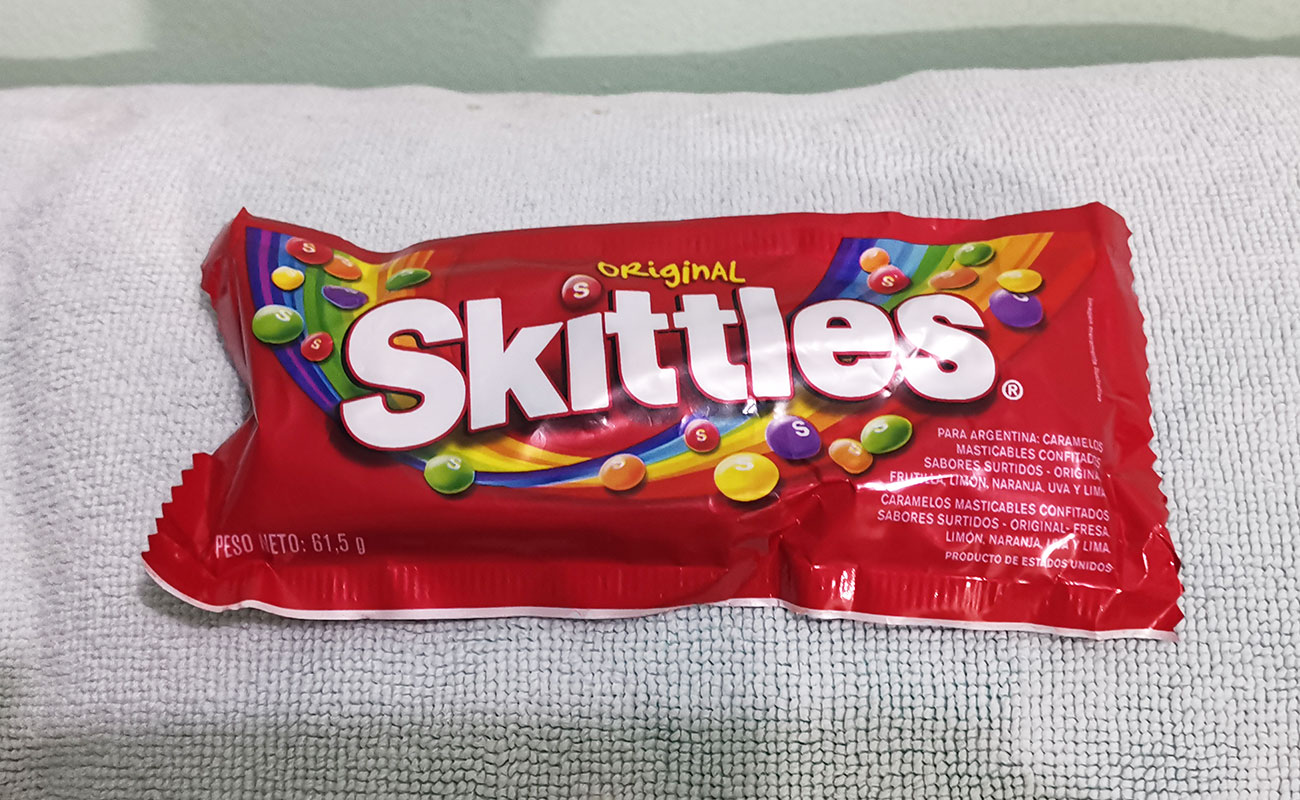 ORIGINAL
Skittles®
PARA ARGENTINA: CARAMELOS
MASTICABLES CONFITADOS
SABORES SURTIDOS - ORIGINAL
FRUTILLA, LIMÓN, NARANJA, UVA Y LIMA
CARAMELOS MASTICABLES CONFITADOS
SABORES SURTIDOS - ORIGINAL- FRESA
LIMÓN, NARANJA, UVA Y LIMA
PRODUCTO DE ESTADOS UNIDOS
PESO NETO: 61,5 g